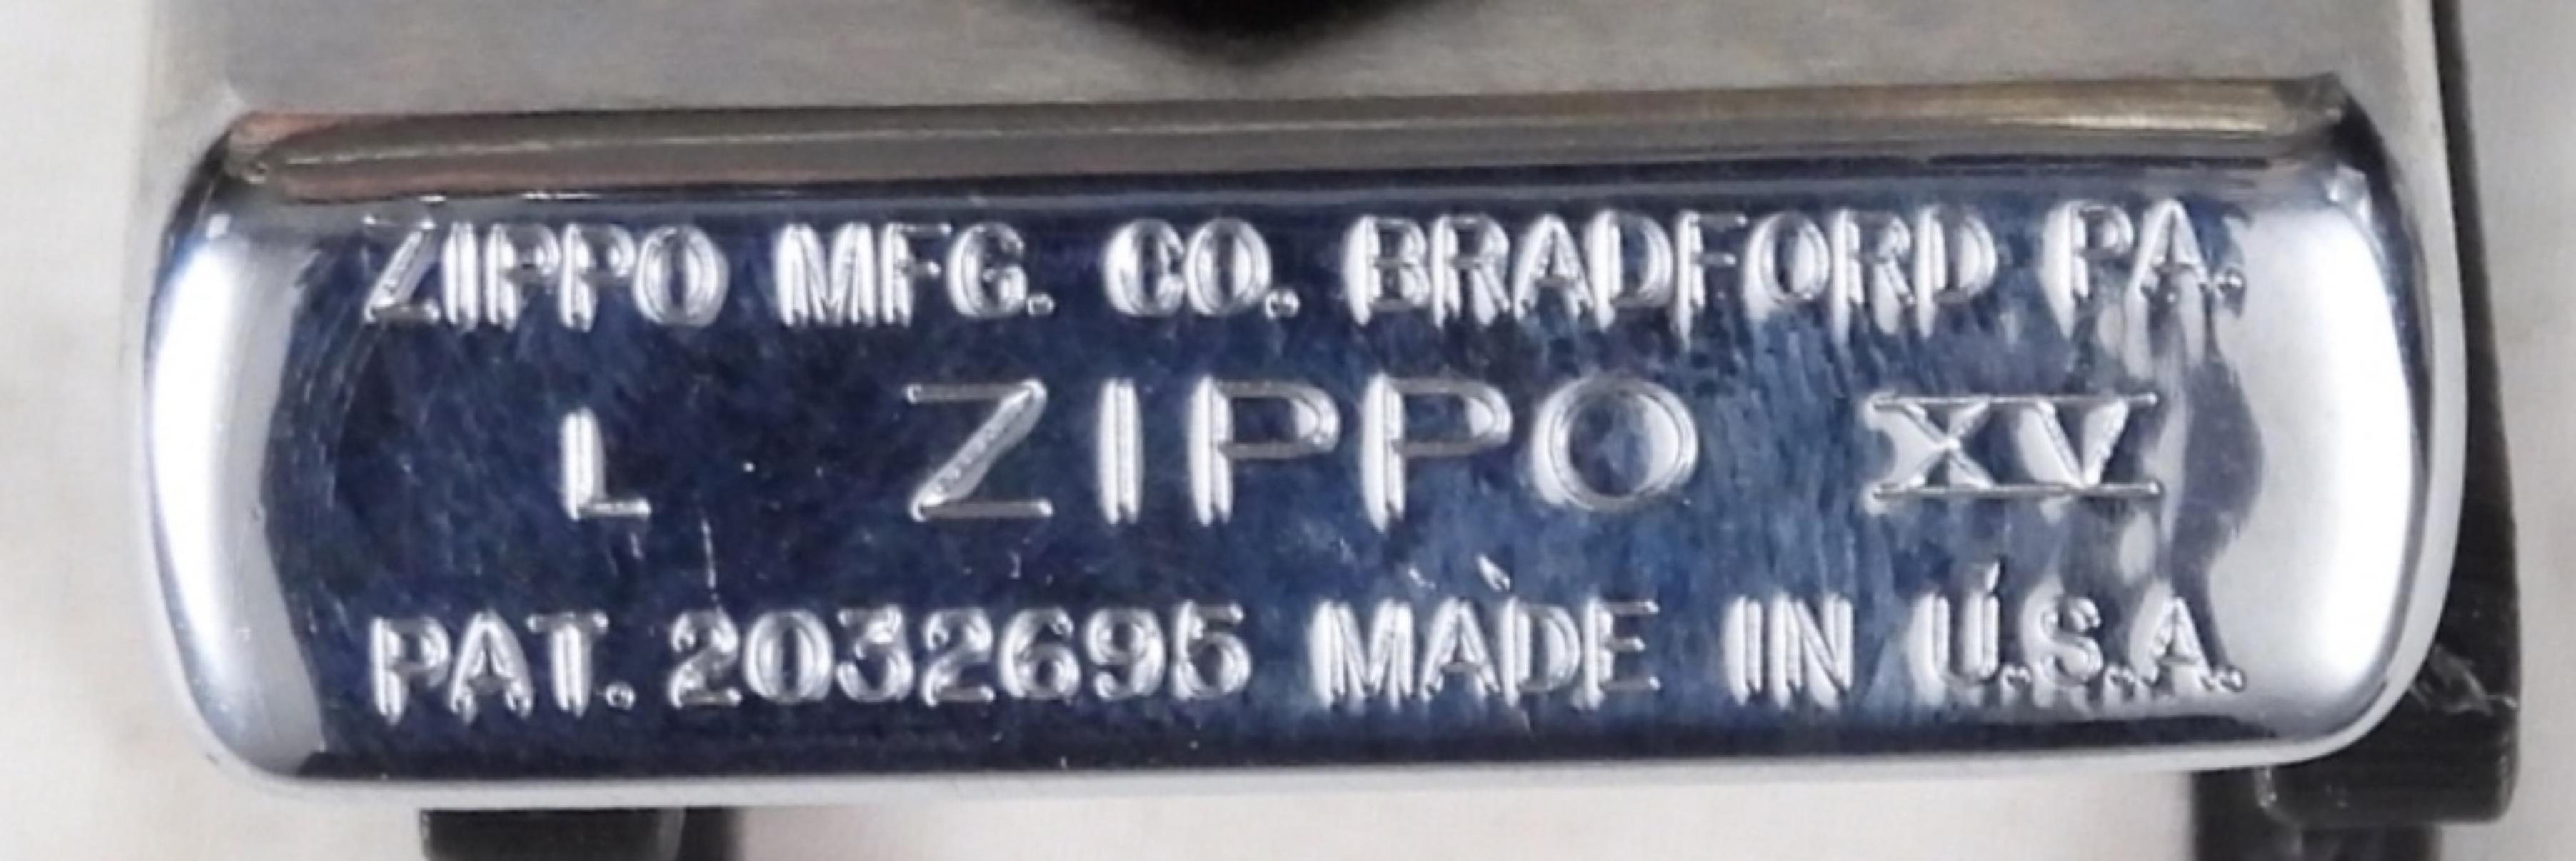 ZIPPO MFG. CO. BRADFORD PA.
L ZIPPO XV
PAT. 2032695 MADE IN U.S.A.